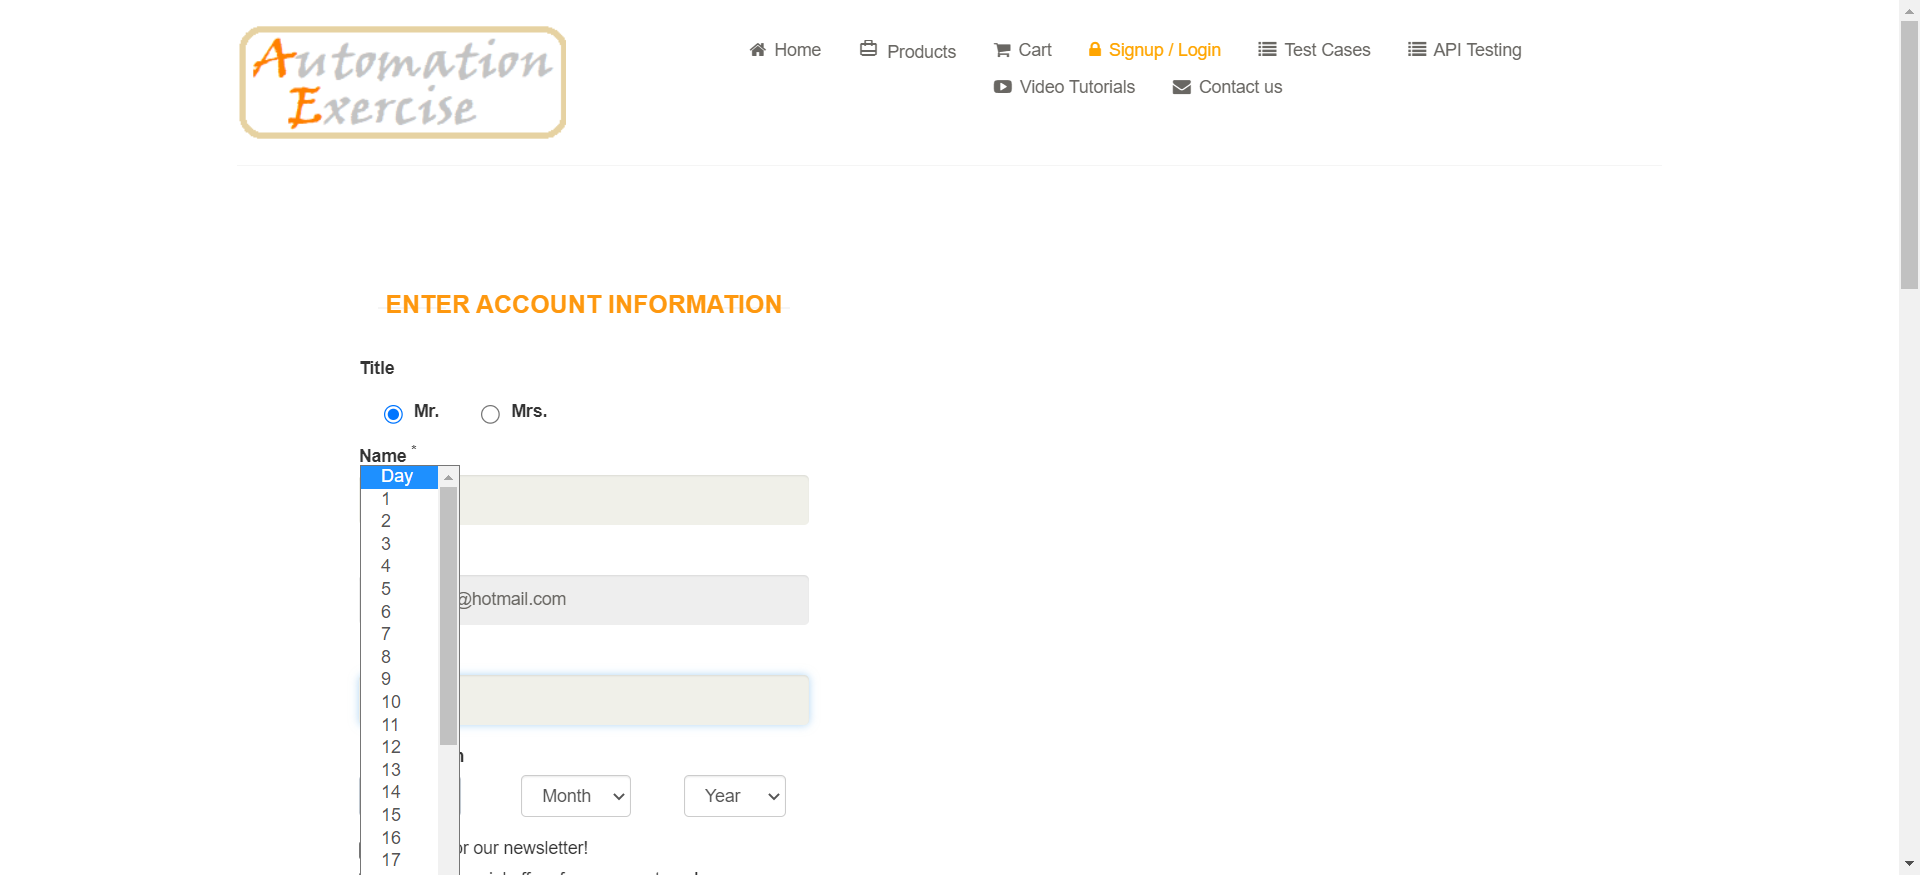 Automation
Exercise
Home
Products
Cart
Signup / Login
Test Cases
API Testing
Video Tutorials
Contact us
ENTER ACCOUNT INFORMATION
Title
Mr.
Mrs.
Name *
Day
1
2
3
4
5
@hotmail.com
6
7
8
9
10
11
12
13
14
Month
Year
15
16
or our newsletter!
17